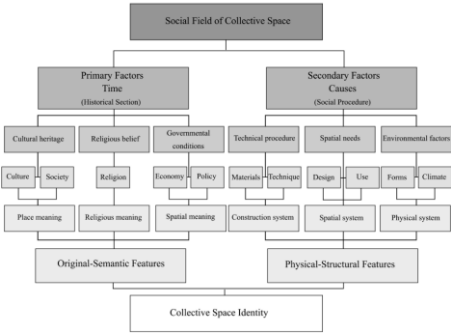 Social Field of Collective Space
Primary Factors
Time
(Historical Section)
Secondary Factors
Causes
(Social Procedure)
Cultural heritage
Religious belief
Governmental
conditions
Technical procedure
Spatial needs
Environmental factors
Culture
Society
Religion
Economy
Policy
Materials
Technique
Design
Use
Forms
Climate
Place meaning
Religious meaning
Spatial meaning
Construction system
Spatial system
Physical system
Original-Semantic Features
Physical-Structural Features
Collective Space Identity